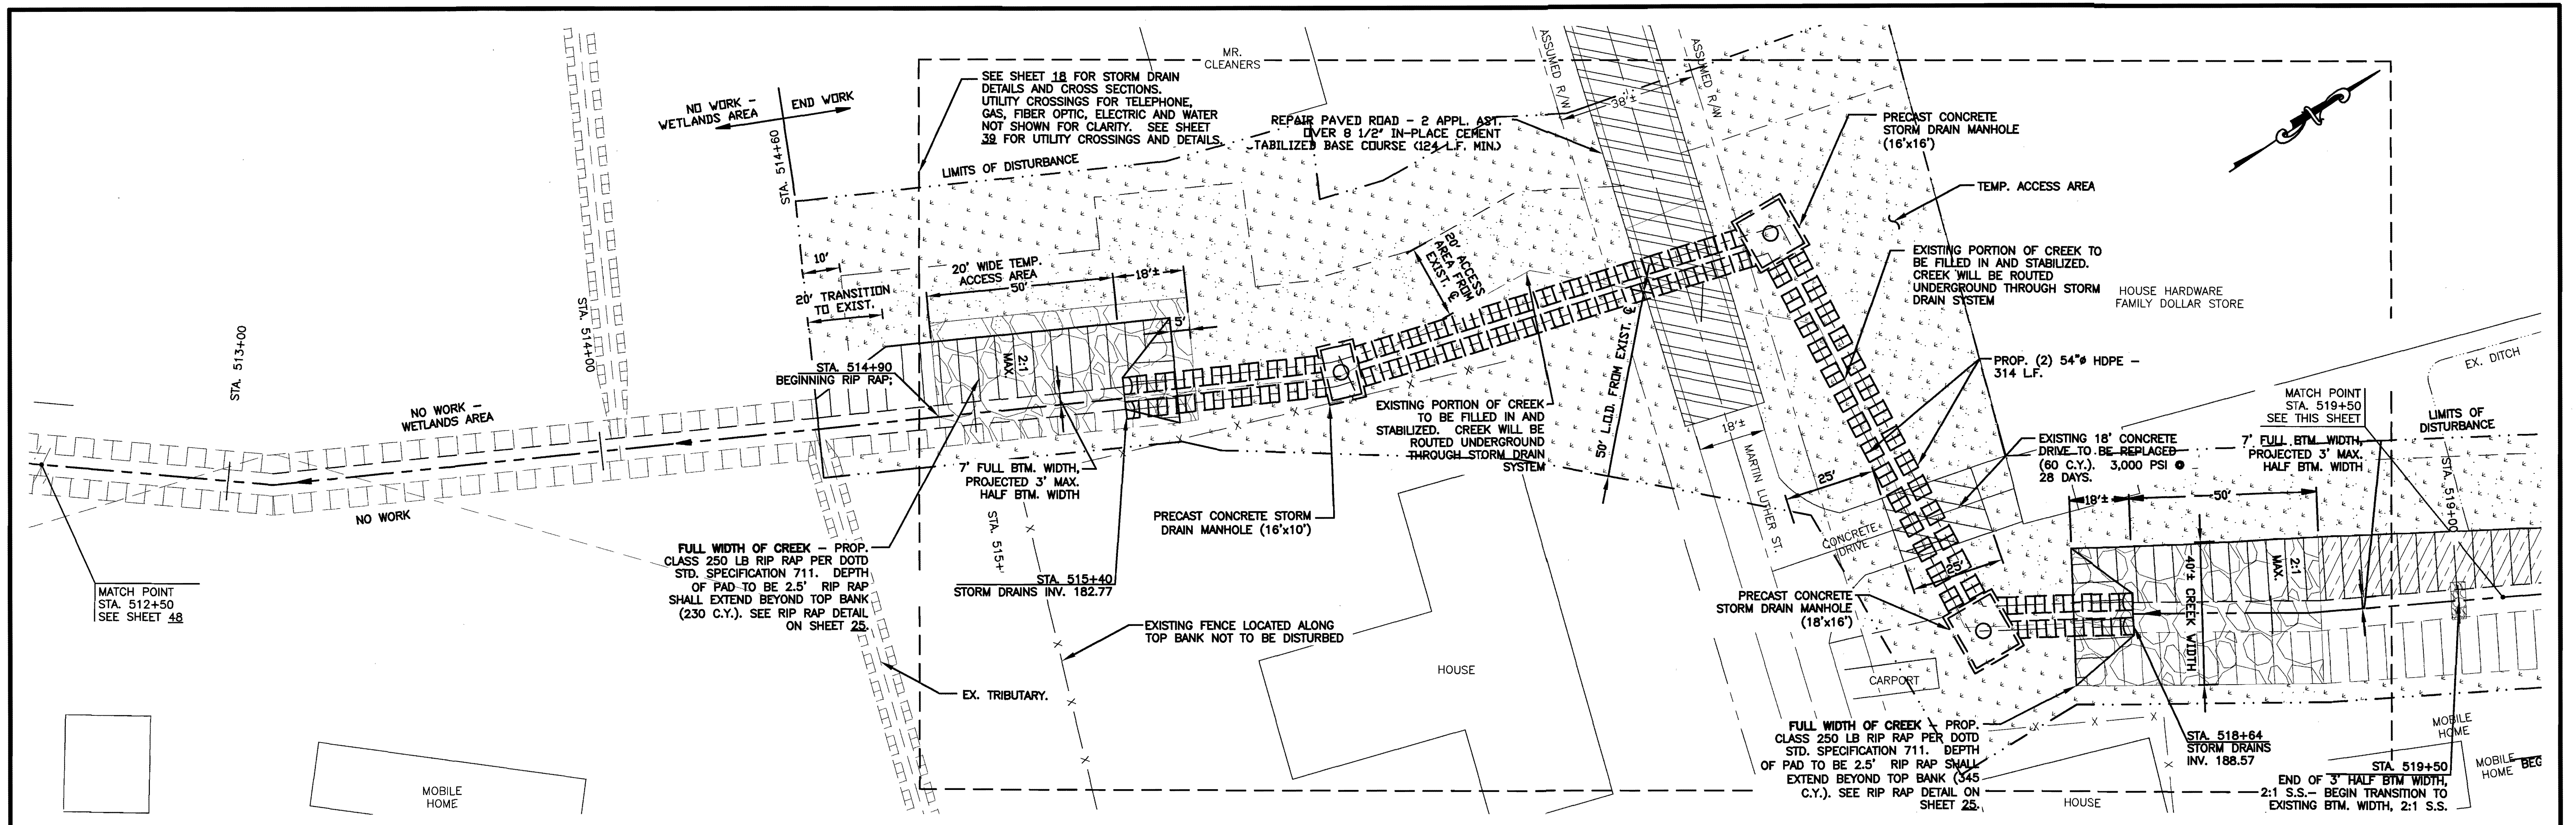 MR.
CLEANERS
ASSUMED R/W
ASSUMED R/W
38'±
NO WORK -
WETLANDS AREA
END WORK
STA. 514+60
SEE SHEET 18 FOR STORM DRAIN
DETAILS AND CROSS SECTIONS.
UTILITY CROSSINGS FOR TELEPHONE,
GAS, FIBER OPTIC, ELECTRIC AND WATER
NOT SHOWN FOR CLARITY. SEE SHEET
39 FOR UTILITY CROSSINGS AND DETAILS.
LIMITS OF DISTURBANCE
REPAIR PAVED ROAD - 2 APPL. AST.
OVER 8 1/2" IN-PLACE CEMENT
TABILIZED BASE COURSE (124 L.F. MIN.)
PRECAST CONCRETE
STORM DRAIN MANHOLE
(16'x16')
TEMP. ACCESS AREA
EXISTING PORTION OF CREEK TO
BE FILLED IN AND STABILIZED.
CREEK WILL BE ROUTED
UNDERGROUND THROUGH STORM
DRAIN SYSTEM
HOUSE HARDWARE
FAMILY DOLLAR STORE
10'
20' WIDE TEMP.
ACCESS AREA
50'
18'±
20' TRANSITION
TO EXIST.
5'
2:1
MAX.
20' ACCESS
AREA FROM
EXIST. ℄
50' L.O.D. FROM EXIST. ℄
STA. 513+00
STA. 514+00
STA. 514+90
BEGINNING RIP RAP;
PROP. (2) 54"ø HDPE -
314 L.F.
EX. DITCH
MATCH POINT
STA. 519+50
SEE THIS SHEET
LIMITS OF
DISTURBANCE
NO WORK -
WETLANDS AREA
NO WORK
EXISTING PORTION OF CREEK
TO BE FILLED IN AND
STABILIZED. CREEK WILL BE
ROUTED UNDERGROUND
THROUGH STORM DRAIN
SYSTEM
18'±
MARTIN LUTHER ST.
25'
EXISTING 18' CONCRETE
DRIVE TO BE REPLACED
(60 C.Y.). 3,000 PSI @
28 DAYS.
7' FULL BTM. WIDTH,
PROJECTED 3' MAX.
HALF BTM. WIDTH
7' FULL BTM. WIDTH,
PROJECTED 3' MAX.
HALF BTM. WIDTH
18'±
50'
STA. 519+00
PRECAST CONCRETE STORM
DRAIN MANHOLE (16'x10')
STA. 515+
CONCRETE
DRIVE
25'
40'± CREEK WIDTH
2:1
MAX.
FULL WIDTH OF CREEK - PROP.
CLASS 250 LB RIP RAP PER DOTD
STD. SPECIFICATION 711. DEPTH
OF PAD TO BE 2.5' RIP RAP
SHALL EXTEND BEYOND TOP BANK
(230 C.Y.). SEE RIP RAP DETAIL
ON SHEET 25.
STA. 515+40
STORM DRAINS INV. 182.77
MATCH POINT
STA. 512+50
SEE SHEET 48
PRECAST CONCRETE
STORM DRAIN MANHOLE
(18'x16')
EXISTING FENCE LOCATED ALONG
TOP BANK NOT TO BE DISTURBED
HOUSE
CARPORT
EX. TRIBUTARY.
FULL WIDTH OF CREEK - PROP.
CLASS 250 LB RIP RAP PER DOTD
STD. SPECIFICATION 711. DEPTH
OF PAD TO BE 2.5' RIP RAP SHALL
EXTEND BEYOND TOP BANK (345
C.Y.). SEE RIP RAP DETAIL ON
SHEET 25.
STA. 518+64
STORM DRAINS
INV. 188.57
MOBILE
HOME
MOBILE
HOME
BEG
STA. 519+50
END OF 3' HALF BTM WIDTH,
2:1 S.S.- BEGIN TRANSITION TO
EXISTING BTM. WIDTH, 2:1 S.S.
MOBILE
HOME
HOUSE